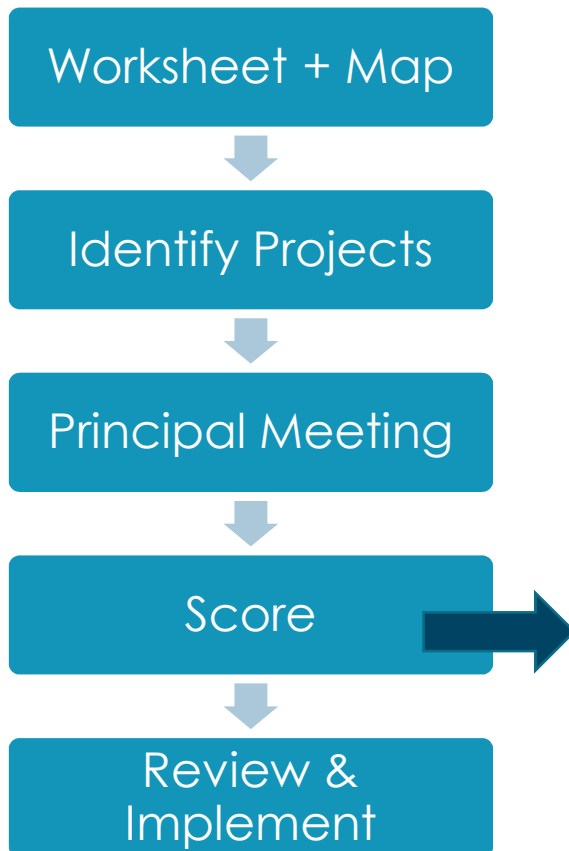 Worksheet + Map
Identify Projects
Principal Meeting
Score
Review &
Implement